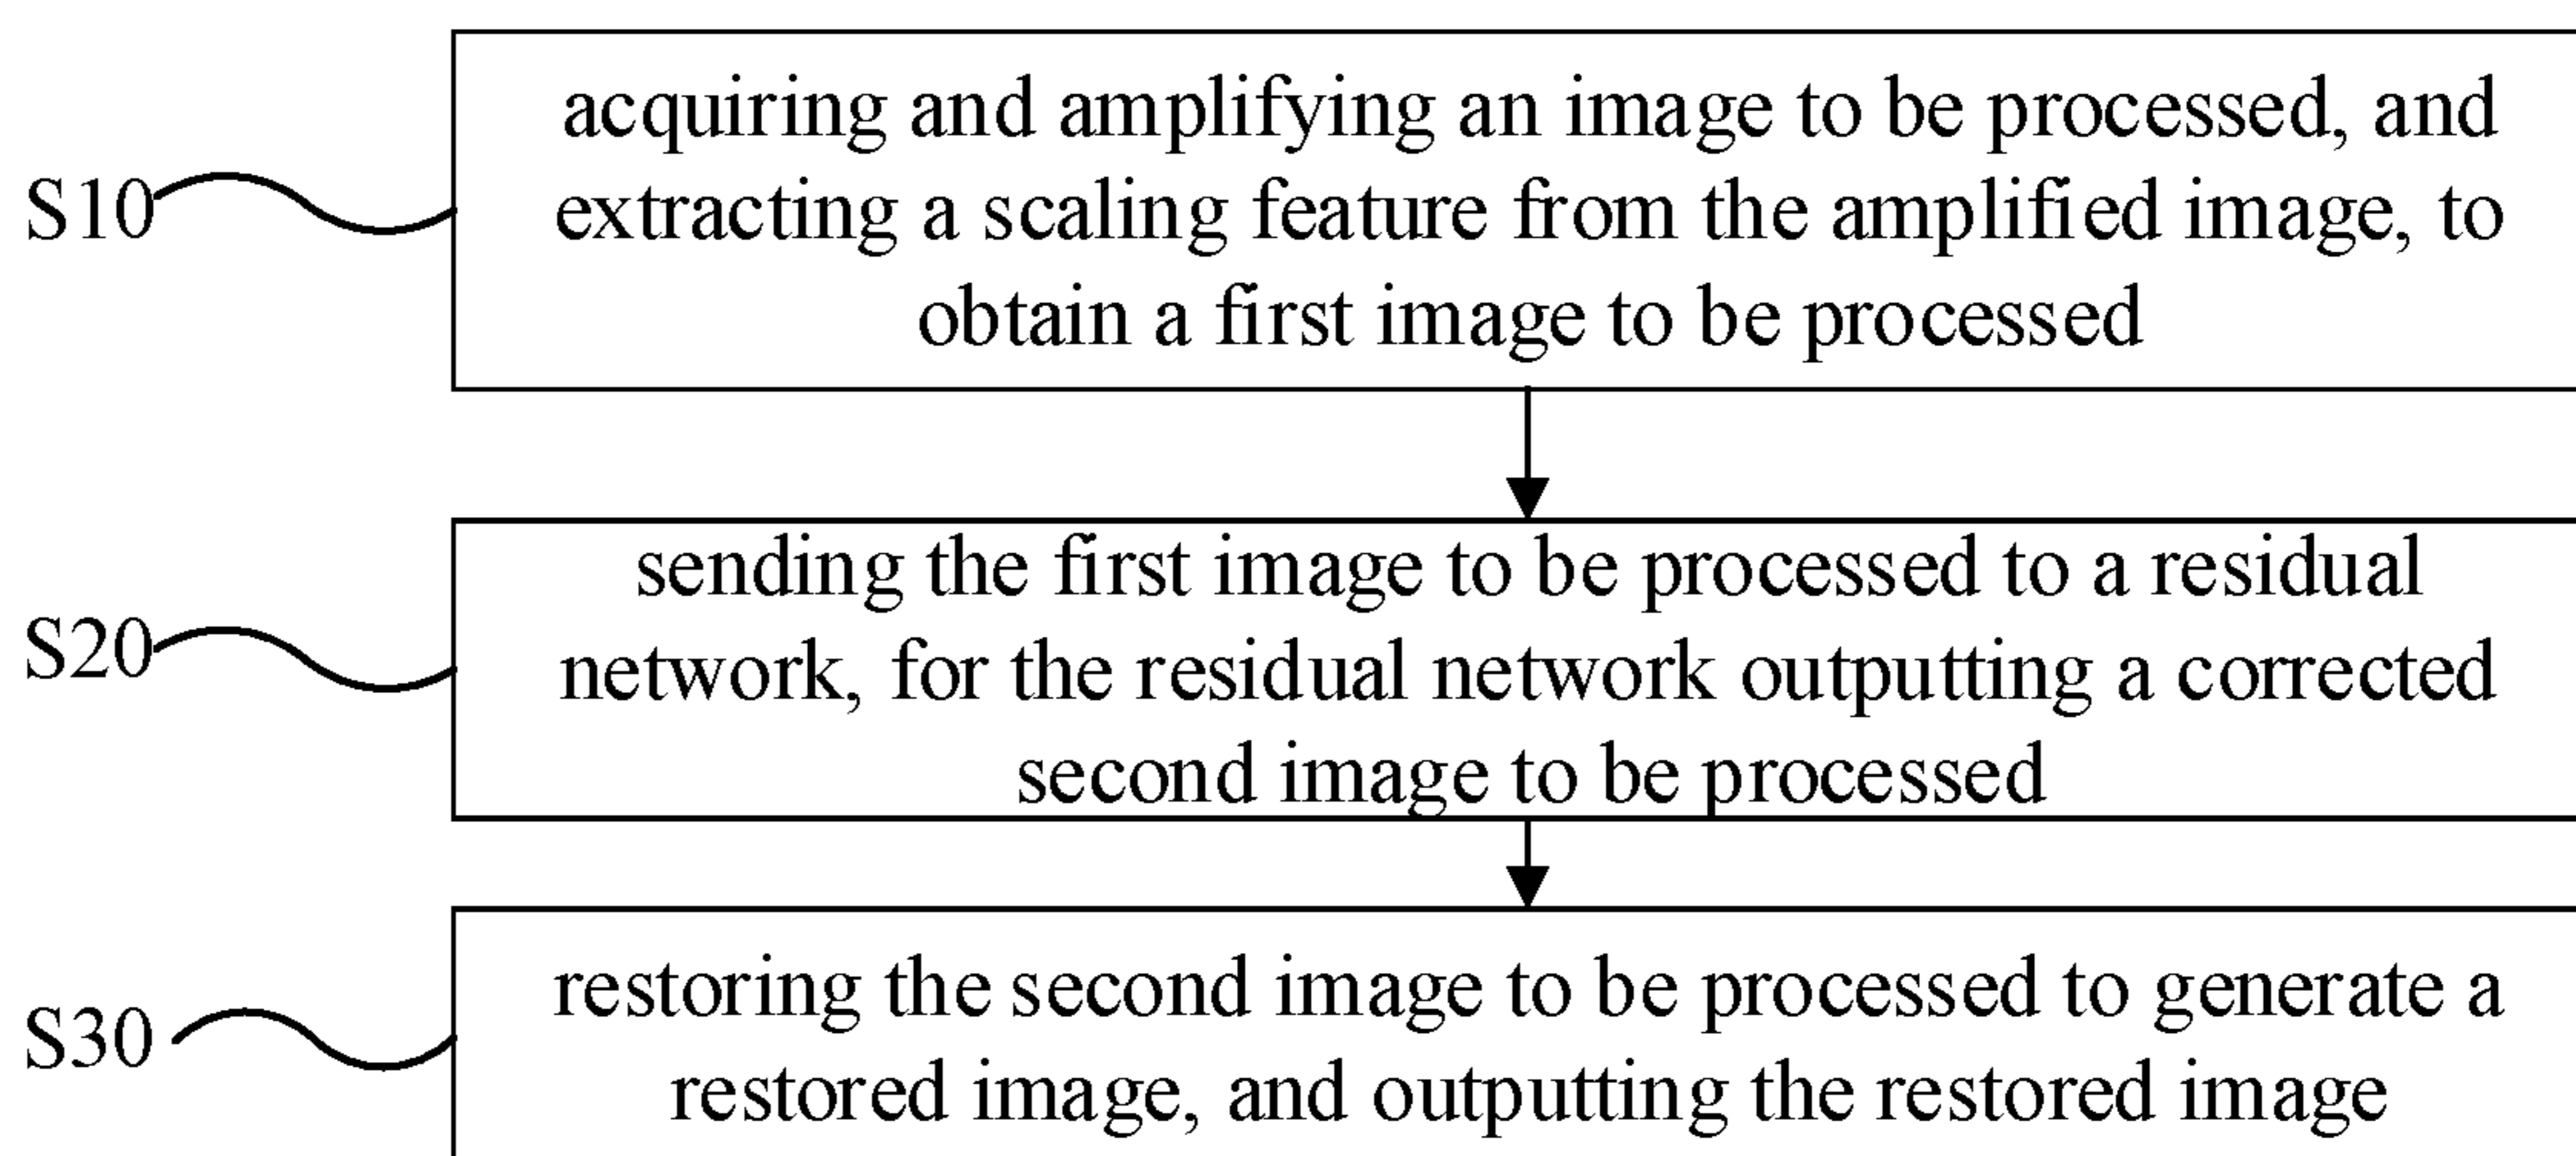 acquiring and amplifying an image to be processed, and
S10
extracting a scaling feature from the amplified image, to
obtain a first image to be processed
sending the first image to be processed to a residual
S20
network, for the residual network outputting a corrected
second image to be processed
restoring the second image to be processed to generate a
S30
restored image, and outputting the restored image